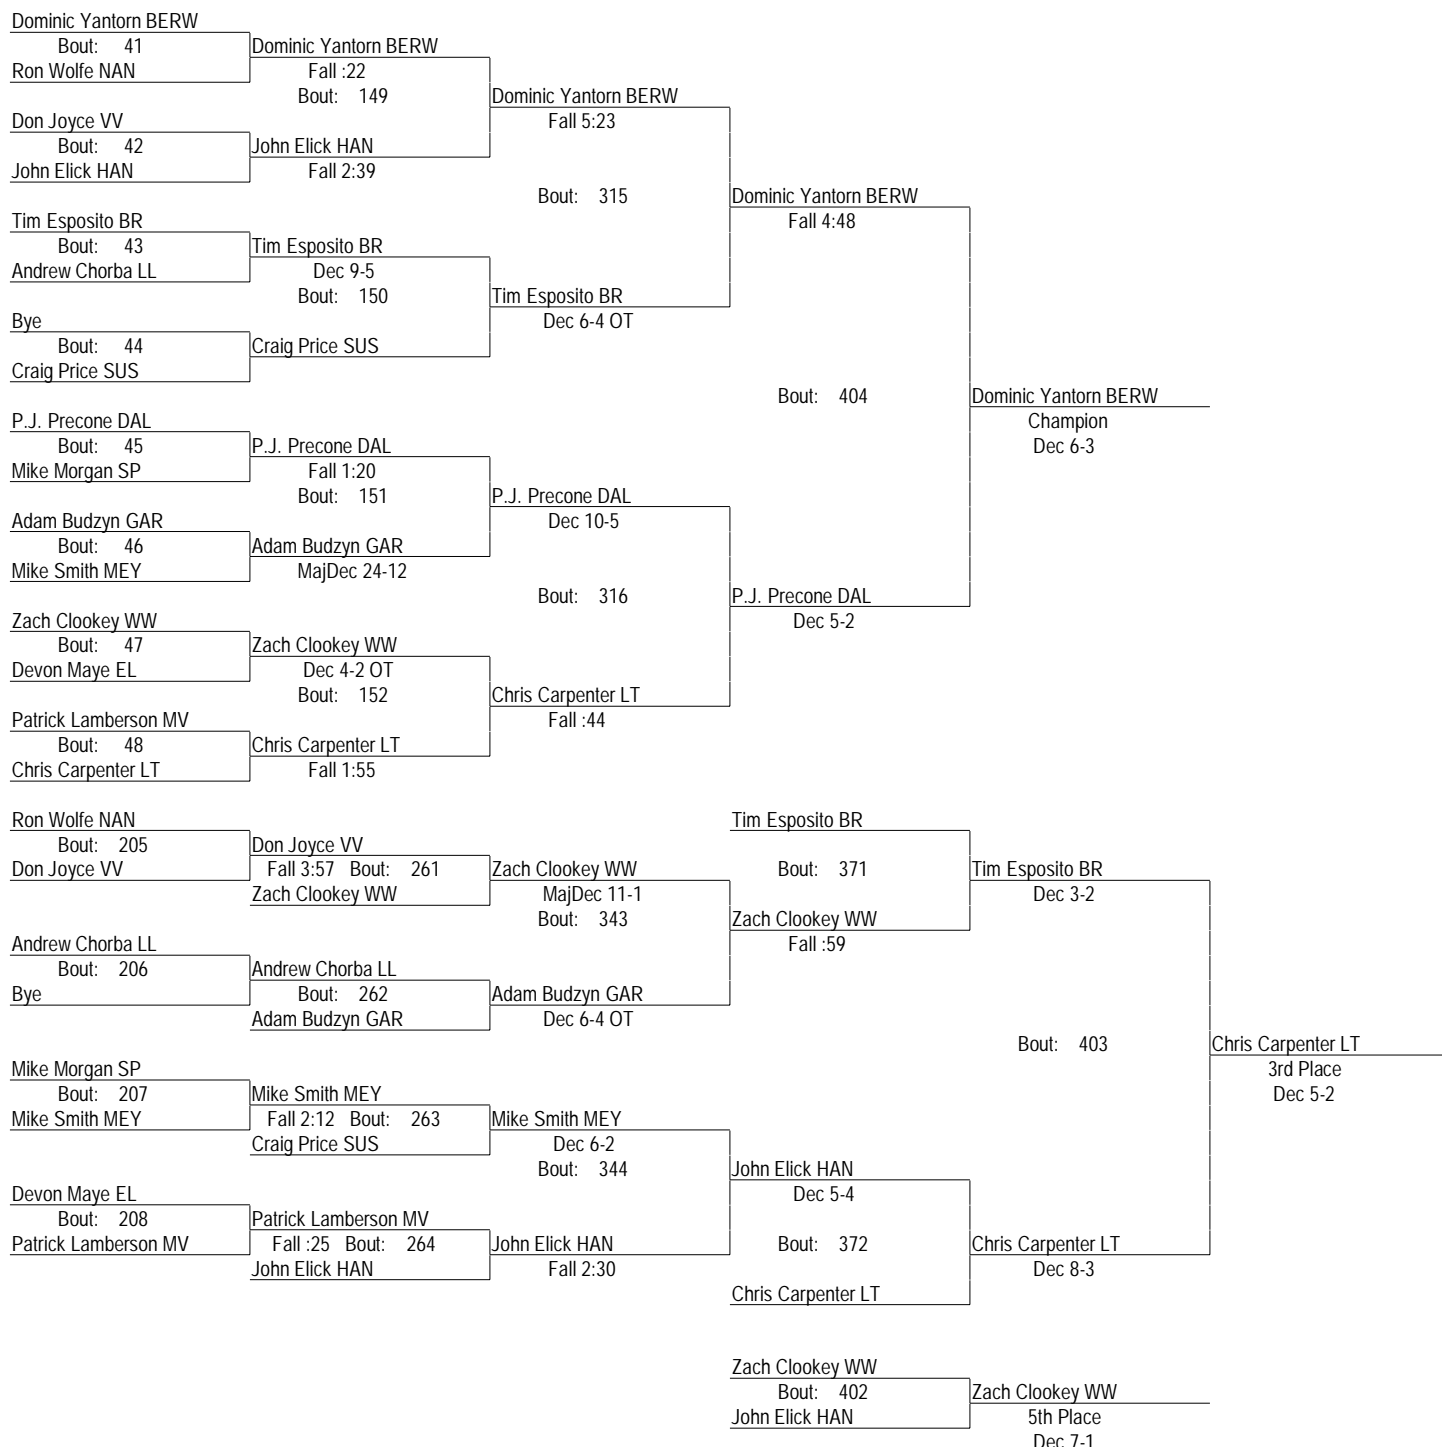 Dominic Yantorn BERW
Bout: 41
Dominic Yantorn BERW
Ron Wolfe NAN
Fall :22
Bout: 149
Dominic Yantorn BERW
Don Joyce VV
Fall 5:23
Bout: 42
John Elick HAN
John Elick HAN
Fall 2:39
Bout: 315
Dominic Yantorn BERW
Tim Esposito BR
Fall 4:48
Bout: 43
Tim Esposito BR
Andrew Chorba LL
Dec 9-5
Bout: 150
Tim Esposito BR
Bye
Dec 6-4 OT
Bout: 44
Craig Price SUS
Craig Price SUS
Bout: 404
Dominic Yantorn BERW
P.J. Precone DAL
Champion
Bout: 45
P.J. Precone DAL
Dec 6-3
Mike Morgan SP
Fall 1:20
Bout: 151
P.J. Precone DAL
Adam Budzyn GAR
Dec 10-5
Bout: 46
Adam Budzyn GAR
Mike Smith MEY
MajDec 24-12
Bout: 316
P.J. Precone DAL
Zach Clookey WW
Dec 5-2
Bout: 47
Zach Clookey WW
Devon Maye EL
Dec 4-2 OT
Bout: 152
Chris Carpenter LT
Patrick Lamberson MV
Fall :44
Bout: 48
Chris Carpenter LT
Chris Carpenter LT
Fall 1:55
Ron Wolfe NAN
Tim Esposito BR
Bout: 205
Don Joyce VV
Don Joyce VV
Fall 3:57 Bout: 261
Zach Clookey WW
Bout: 371
Tim Esposito BR
Zach Clookey WW
MajDec 11-1
Dec 3-2
Bout: 343
Zach Clookey WW
Andrew Chorba LL
Fall :59
Bout: 206
Andrew Chorba LL
Bye
Bout: 262
Adam Budzyn GAR
Adam Budzyn GAR
Dec 6-4 OT
Bout: 403
Chris Carpenter LT
Mike Morgan SP
3rd Place
Bout: 207
Mike Smith MEY
Dec 5-2
Mike Smith MEY
Fall 2:12 Bout: 263
Mike Smith MEY
Craig Price SUS
Dec 6-2
Bout: 344
John Elick HAN
Devon Maye EL
Dec 5-4
Bout: 208
Patrick Lamberson MV
Patrick Lamberson MV
Fall :25 Bout: 264
John Elick HAN
Bout: 372
Chris Carpenter LT
John Elick HAN
Fall 2:30
Dec 8-3
Chris Carpenter LT
Zach Clookey WW
Bout: 402
Zach Clookey WW
John Elick HAN
5th Place
Dec 7-1